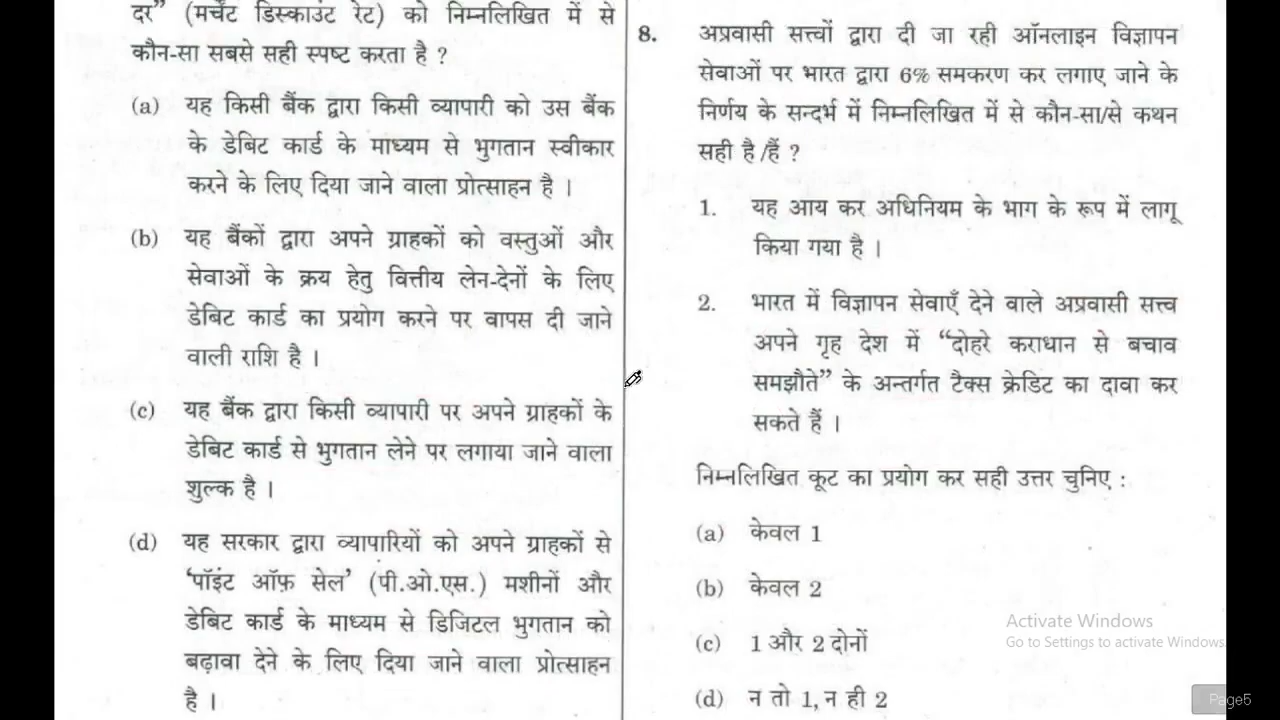 दर” (मर्चेंट डिस्काउंट रेट) को निम्नलिखित में से
कौन-सा सबसे सही स्पष्ट करता है ?
(a) यह किसी बैंक द्वारा किसी व्यापारी को उस बैंक
के डेबिट कार्ड के माध्यम से भुगतान स्वीकार
करने के लिए दिया जाने वाला प्रोत्साहन है ।
(b) यह बैंकों द्वारा अपने ग्राहकों को वस्तुओं और
सेवाओं के क्रय हेतु वित्तीय लेन-देनों के लिए
डेबिट कार्ड का प्रयोग करने पर वापस दी जाने
वाली राशि है ।
(c) यह बैंक द्वारा किसी व्यापारी पर अपने ग्राहकों के
डेबिट कार्ड से भुगतान लेने पर लगाया जाने वाला
शुल्क है ।
(d) यह सरकार द्वारा व्यापारियों को अपने ग्राहकों से
‘पॉइंट ऑफ़ सेल’ (पी.ओ.एस.) मशीनों और
डेबिट कार्ड के माध्यम से डिजिटल भुगतान को
बढ़ावा देने के लिए दिया जाने वाला प्रोत्साहन
है ।
8. अप्रवासी सत्त्वों द्वारा दी जा रही ऑनलाइन विज्ञापन
सेवाओं पर भारत द्वारा 6% समकरण कर लगाए जाने के
निर्णय के सन्दर्भ में निम्नलिखित में से कौन-सा/से कथन
सही है/हैं ?
1. यह आय कर अधिनियम के भाग के रूप में लागू
किया गया है ।
2. भारत में विज्ञापन सेवाएँ देने वाले अप्रवासी सत्त्व
अपने गृह देश में “दोहरे कराधान से बचाव
समझौते” के अन्तर्गत टैक्स क्रेडिट का दावा कर
सकते हैं ।
निम्नलिखित कूट का प्रयोग कर सही उत्तर चुनिए :
(a) केवल 1
(b) केवल 2
(c) 1 और 2 दोनों
(d) न तो 1, न ही 2
Activate Windows
Go to Settings to activate Windows.
Page5